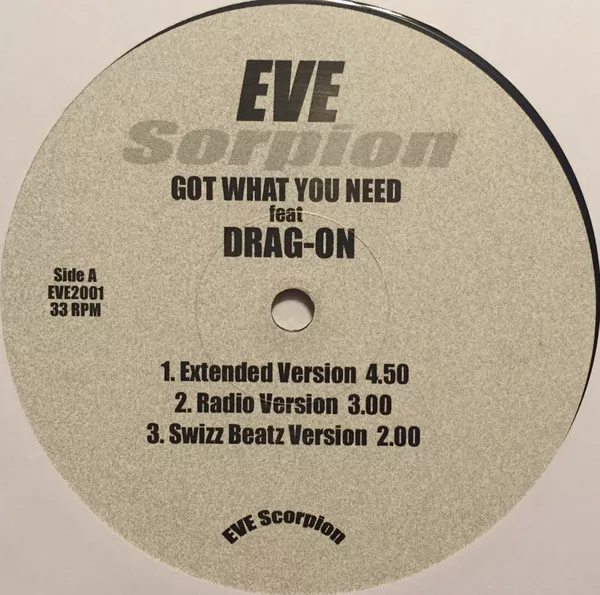 EVE
Sorpion
GOT WHAT YOU NEED
feat
DRAG-ON
Side A
EVE2001
33 RPM
1. Extended Version 4.50
2. Radio Version 3.00
3. Swizz Beatz Version 2.00
EVE Scorpion